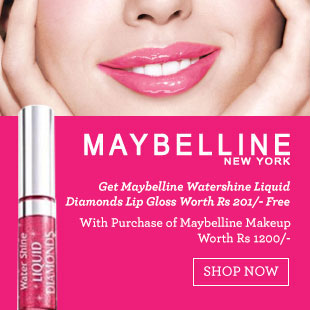 MAYBELLINE
NEW YORK
Get Maybelline Watershine Liquid
Diamonds Lip Gloss Worth Rs 201/- Free
With Purchase of Maybelline Makeup
Worth Rs 1200/-
SHOP NOW
Water Shine
LIQUID
DIAMONDS